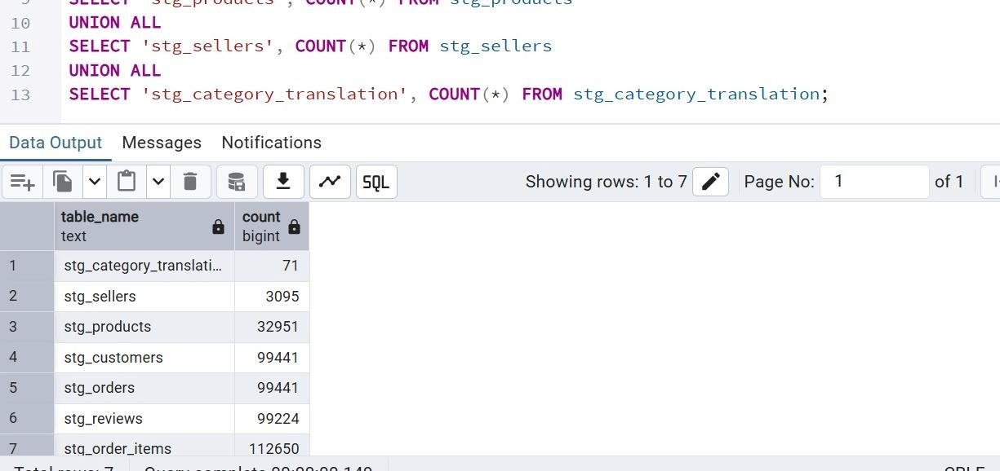 9 SELECT 'stg_products', COUNT(*) FROM stg_products
10 UNION ALL
11 SELECT 'stg_sellers', COUNT(*) FROM stg_sellers
12 UNION ALL
13 SELECT 'stg_category_translation', COUNT(*) FROM stg_category_translation;
Data Output Messages Notifications
SQL Showing rows: 1 to 7 Page No: 1 of 1
table_name count
text bigint
1 stg_category_translati... 71
2 stg_sellers 3095
3 stg_products 32951
4 stg_customers 99441
5 stg_orders 99441
6 stg_reviews 99224
7 stg_order_items 112650
Total rows: 7 Query complete 00:00:00.140 CRLF